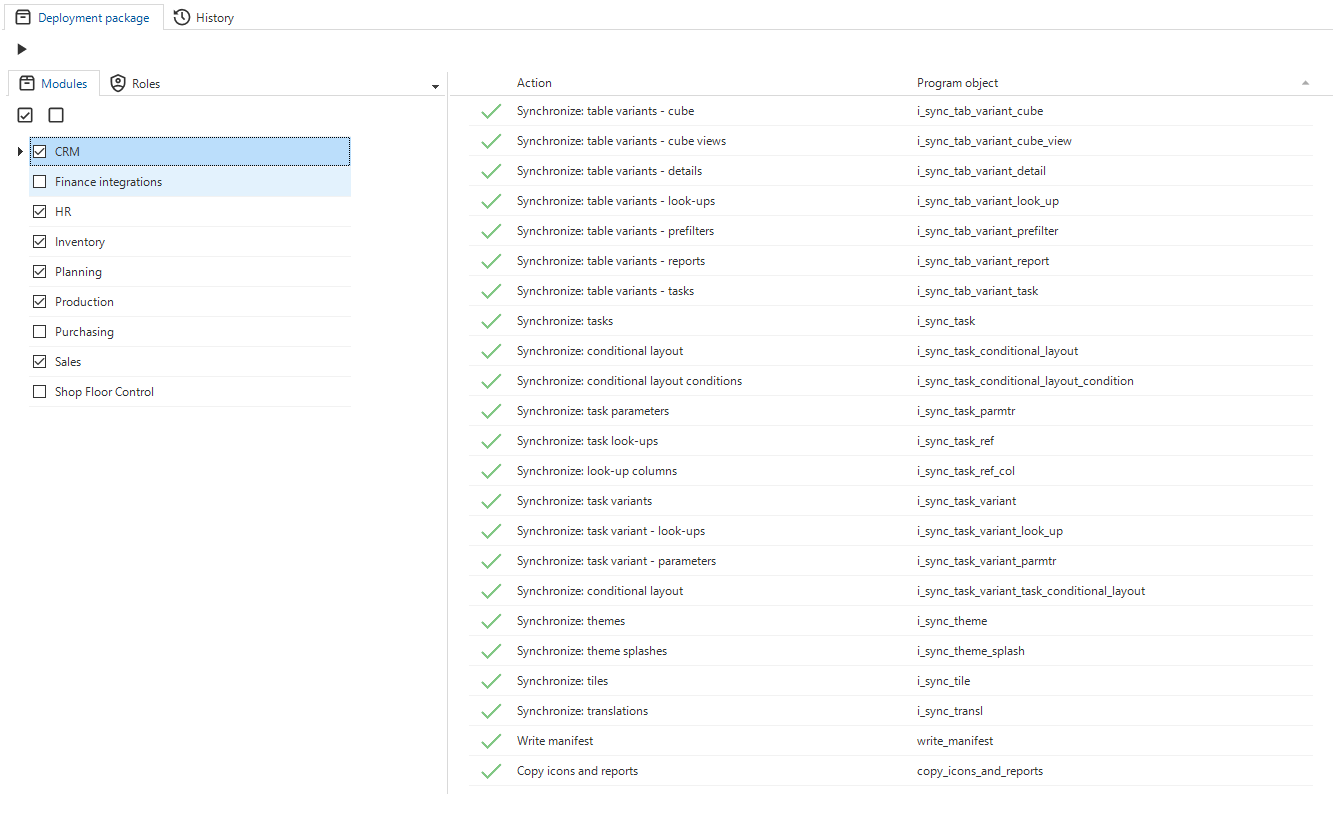 Deployment package History
Modules Roles
CRM
Finance integrations
HR
Inventory
Planning
Production
Purchasing
Sales
Shop Floor Control
Action Program object
Synchronize: table variants - cube i_sync_tab_variant_cube
Synchronize: table variants - cube views i_sync_tab_variant_cube_view
Synchronize: table variants - details i_sync_tab_variant_detail
Synchronize: table variants - look-ups i_sync_tab_variant_look_up
Synchronize: table variants - prefilters i_sync_tab_variant_prefilter
Synchronize: table variants - reports i_sync_tab_variant_report
Synchronize: table variants - tasks i_sync_tab_variant_task
Synchronize: tasks i_sync_task
Synchronize: conditional layout i_sync_task_conditional_layout
Synchronize: conditional layout conditions i_sync_task_conditional_layout_condition
Synchronize: task parameters i_sync_task_parmtr
Synchronize: task look-ups i_sync_task_ref
Synchronize: look-up columns i_sync_task_ref_col
Synchronize: task variants i_sync_task_variant
Synchronize: task variant - look-ups i_sync_task_variant_look_up
Synchronize: task variant - parameters i_sync_task_variant_parmtr
Synchronize: conditional layout i_sync_task_variant_task_conditional_layout
Synchronize: themes i_sync_theme
Synchronize: theme splashes i_sync_theme_splash
Synchronize: tiles i_sync_tile
Synchronize: translations i_sync_transl
Write manifest write_manifest
Copy icons and reports copy_icons_and_reports